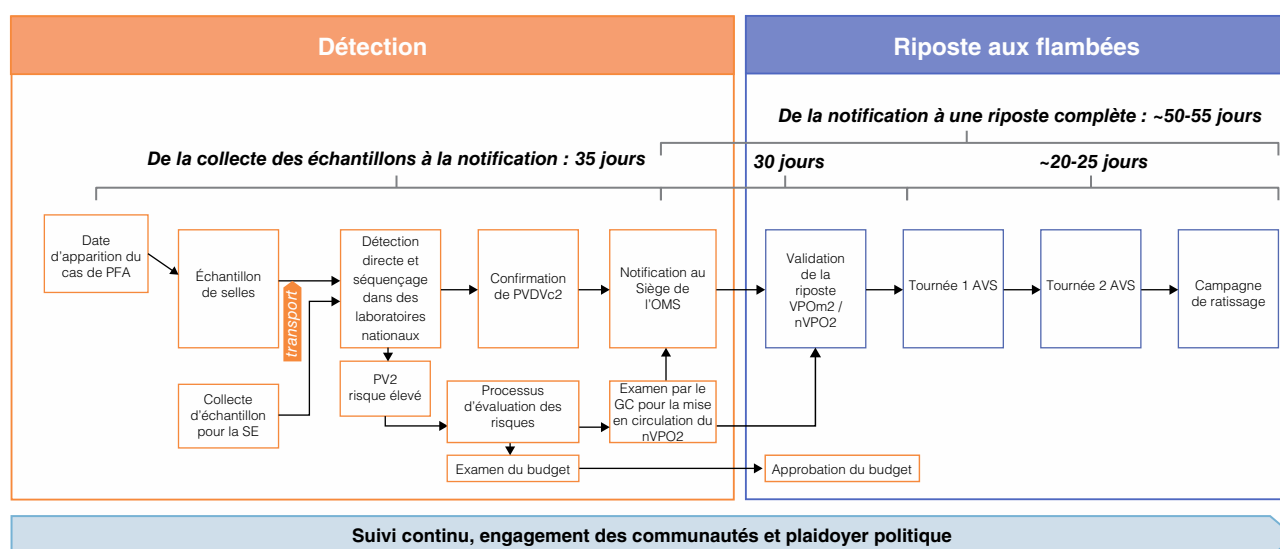 Détection
Riposte aux flambées
De la notification à une riposte complète : ~50-55 jours
De la collecte des échantillons à la notification : 35 jours
30 jours
~20-25 jours
Date
d'apparition du
cas de PFA
Échantillon
de selles
transport
Détection
directe et
séquençage
dans des
laboratoires
nationaux
Confirmation
de PVDVc2
Notification au
Siège de
l'OMS
Validation
de la
riposte
VPOm2 /
nVPO2
Tournée 1 AVS
Tournée 2 AVS
Campagne
de ratissage
Collecte
d'échantillon
pour la SE
PV2
risque élevé
Processus
d'évaluation des
risques
Examen par le
GC pour la mise
en circulation du
nVPO2
Examen du budget
Approbation du budget
Suivi continu, engagement des communautés et plaidoyer politique